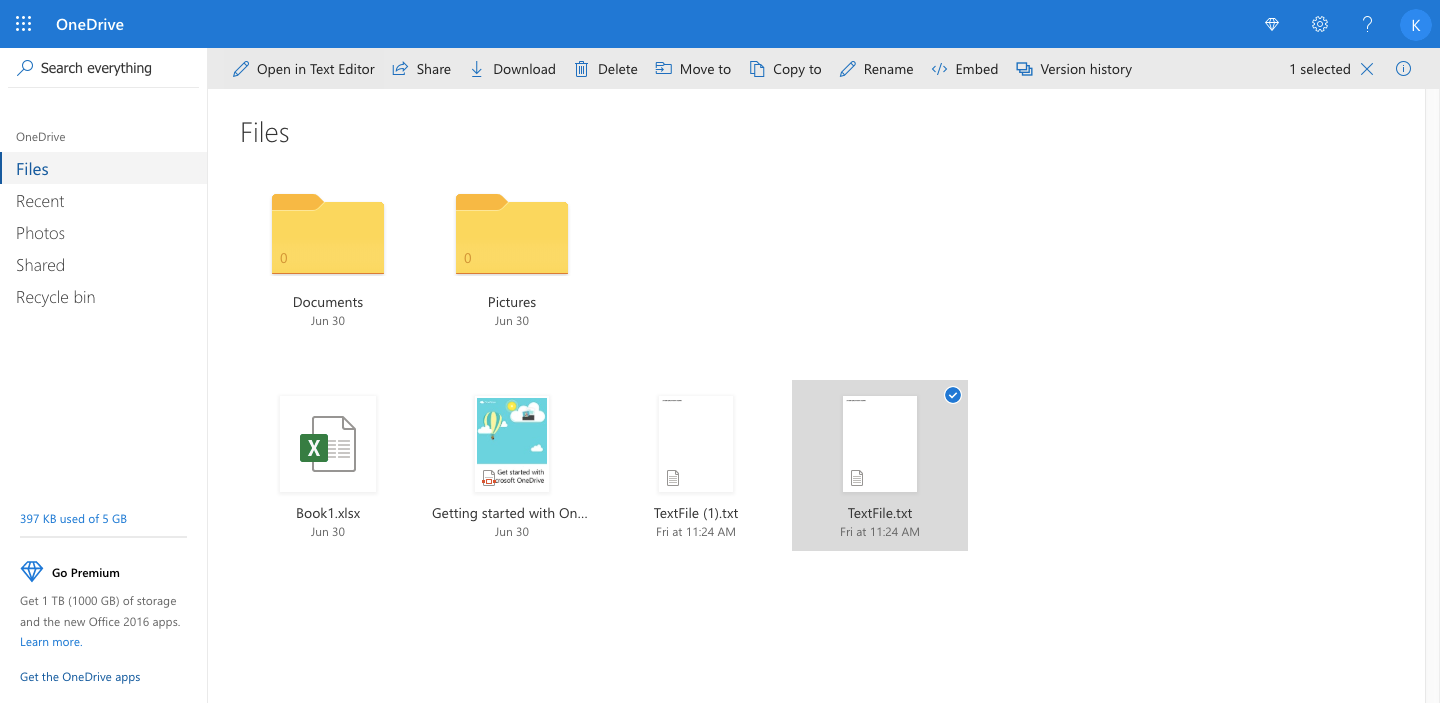 OneDrive
K
Search everything
Open in Text Editor
Share
Download
Delete
Move to
Copy to
Rename
Embed
Version history
1 selected
OneDrive
Files
Recent
Photos
Shared
Recycle bin
397 KB used of 5 GB
Go Premium
Get 1 TB (1000 GB) of storage
and the new Office 2016 apps.
Learn more.
Get the OneDrive apps
Files
0
Documents
Jun 30
0
Pictures
Jun 30
X
Book1.xlsx
Jun 30
Get started with
crosoft OneDrive
Getting started with On...
Jun 30
TextFile (1).txt
Fri at 11:24 AM
TextFile.txt
Fri at 11:24 AM